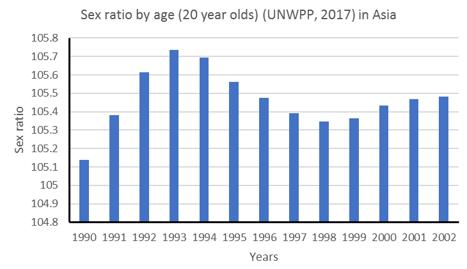 Sex ratio by age (20 year olds) (UNWPP, 2017) in Asia
105.8
105.7
105.6
105.5
105.4
105.3
105.2
105.1
105
104.9
104.8
Sex ratio
1990 1991 1992 1993 1994 1995 1996 1997 1998 1999 2000 2001 2002
Years